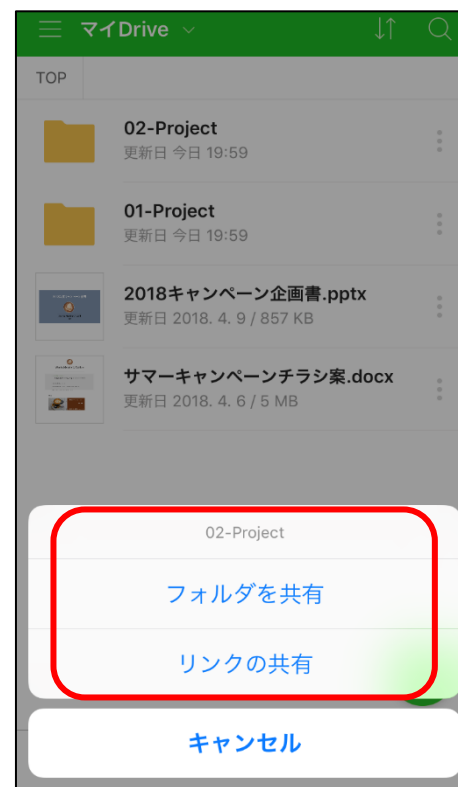 マイDrive
TOP
02-Project
更新日 今日 19:59
01-Project
更新日 今日 19:59
2018キャンペーン企画書.pptx
更新日 2018. 4. 9 / 857 KB
サマーキャンペーンチラシ案.docx
更新日 2018. 4. 6 / 5 MB
02-Project
フォルダを共有
リンクの共有
キャンセル